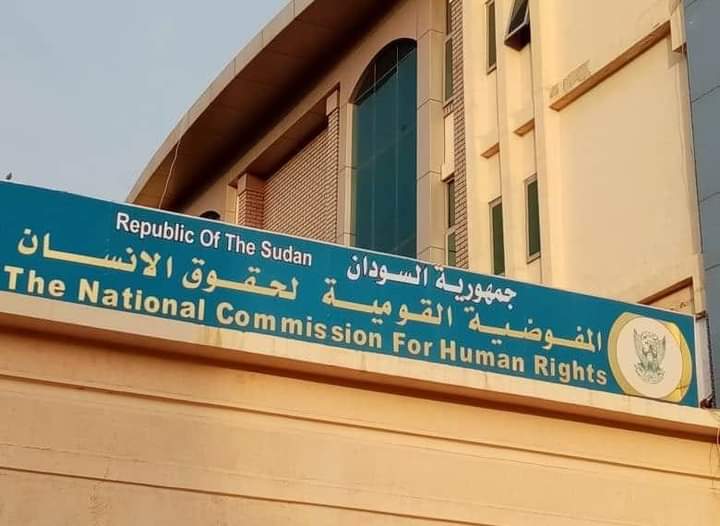 Republic Of The Sudan جمهورية السودان
المفوضية القومية لحقوق الانسان
The National Commission For Human Rights